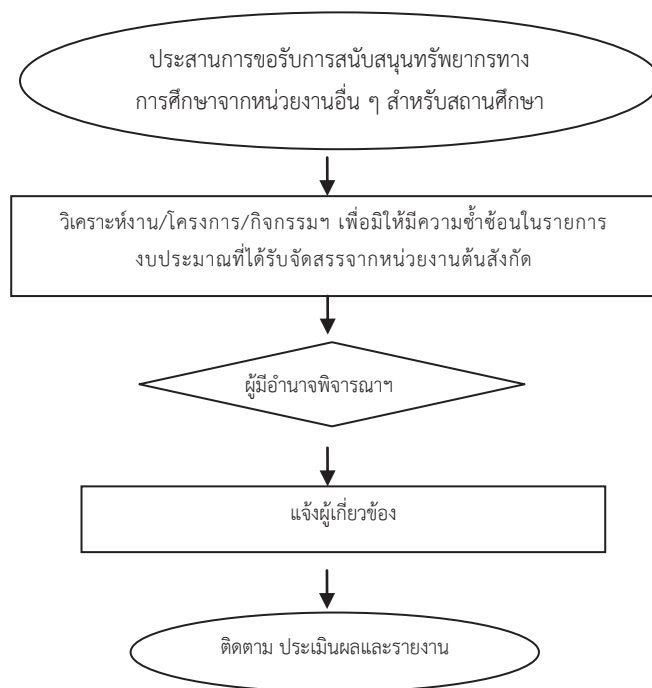 ประสานการขอรับการสนับสนุนทรัพยากรทาง
การศึกษาจากหน่วยงานอื่น ๆ สำหรับสถานศึกษา
วิเคราะห์งาน/โครงการ/กิจกรรมฯ เพื่อมิให้มีความซ้ำซ้อนในรายการ
งบประมาณที่ได้รับจัดสรรจากหน่วยงานต้นสังกัด
ผู้มีอำนาจพิจารณาฯ
แจ้งผู้เกี่ยวข้อง
ติดตาม ประเมินผลและรายงาน